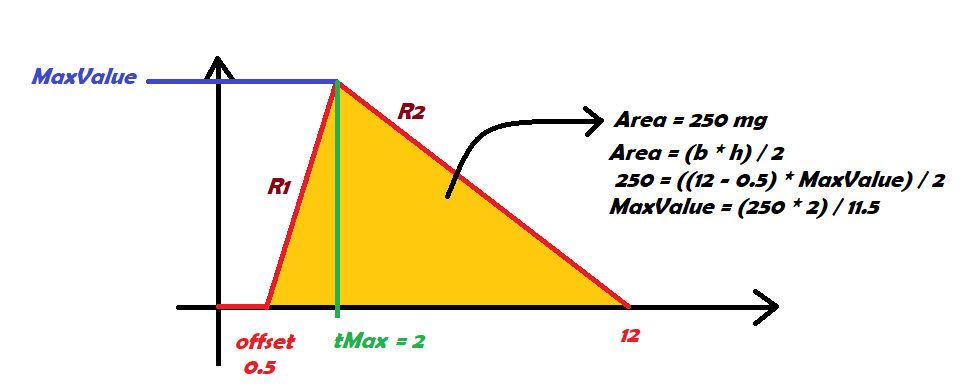 MaxValue
R2
R1
Area = 250 mg
Area = (b * h) / 2
250 = ((12 - 0.5) * MaxValue) / 2
MaxValue = (250 * 2) / 11.5
offset
0.5
tMax = 2
12